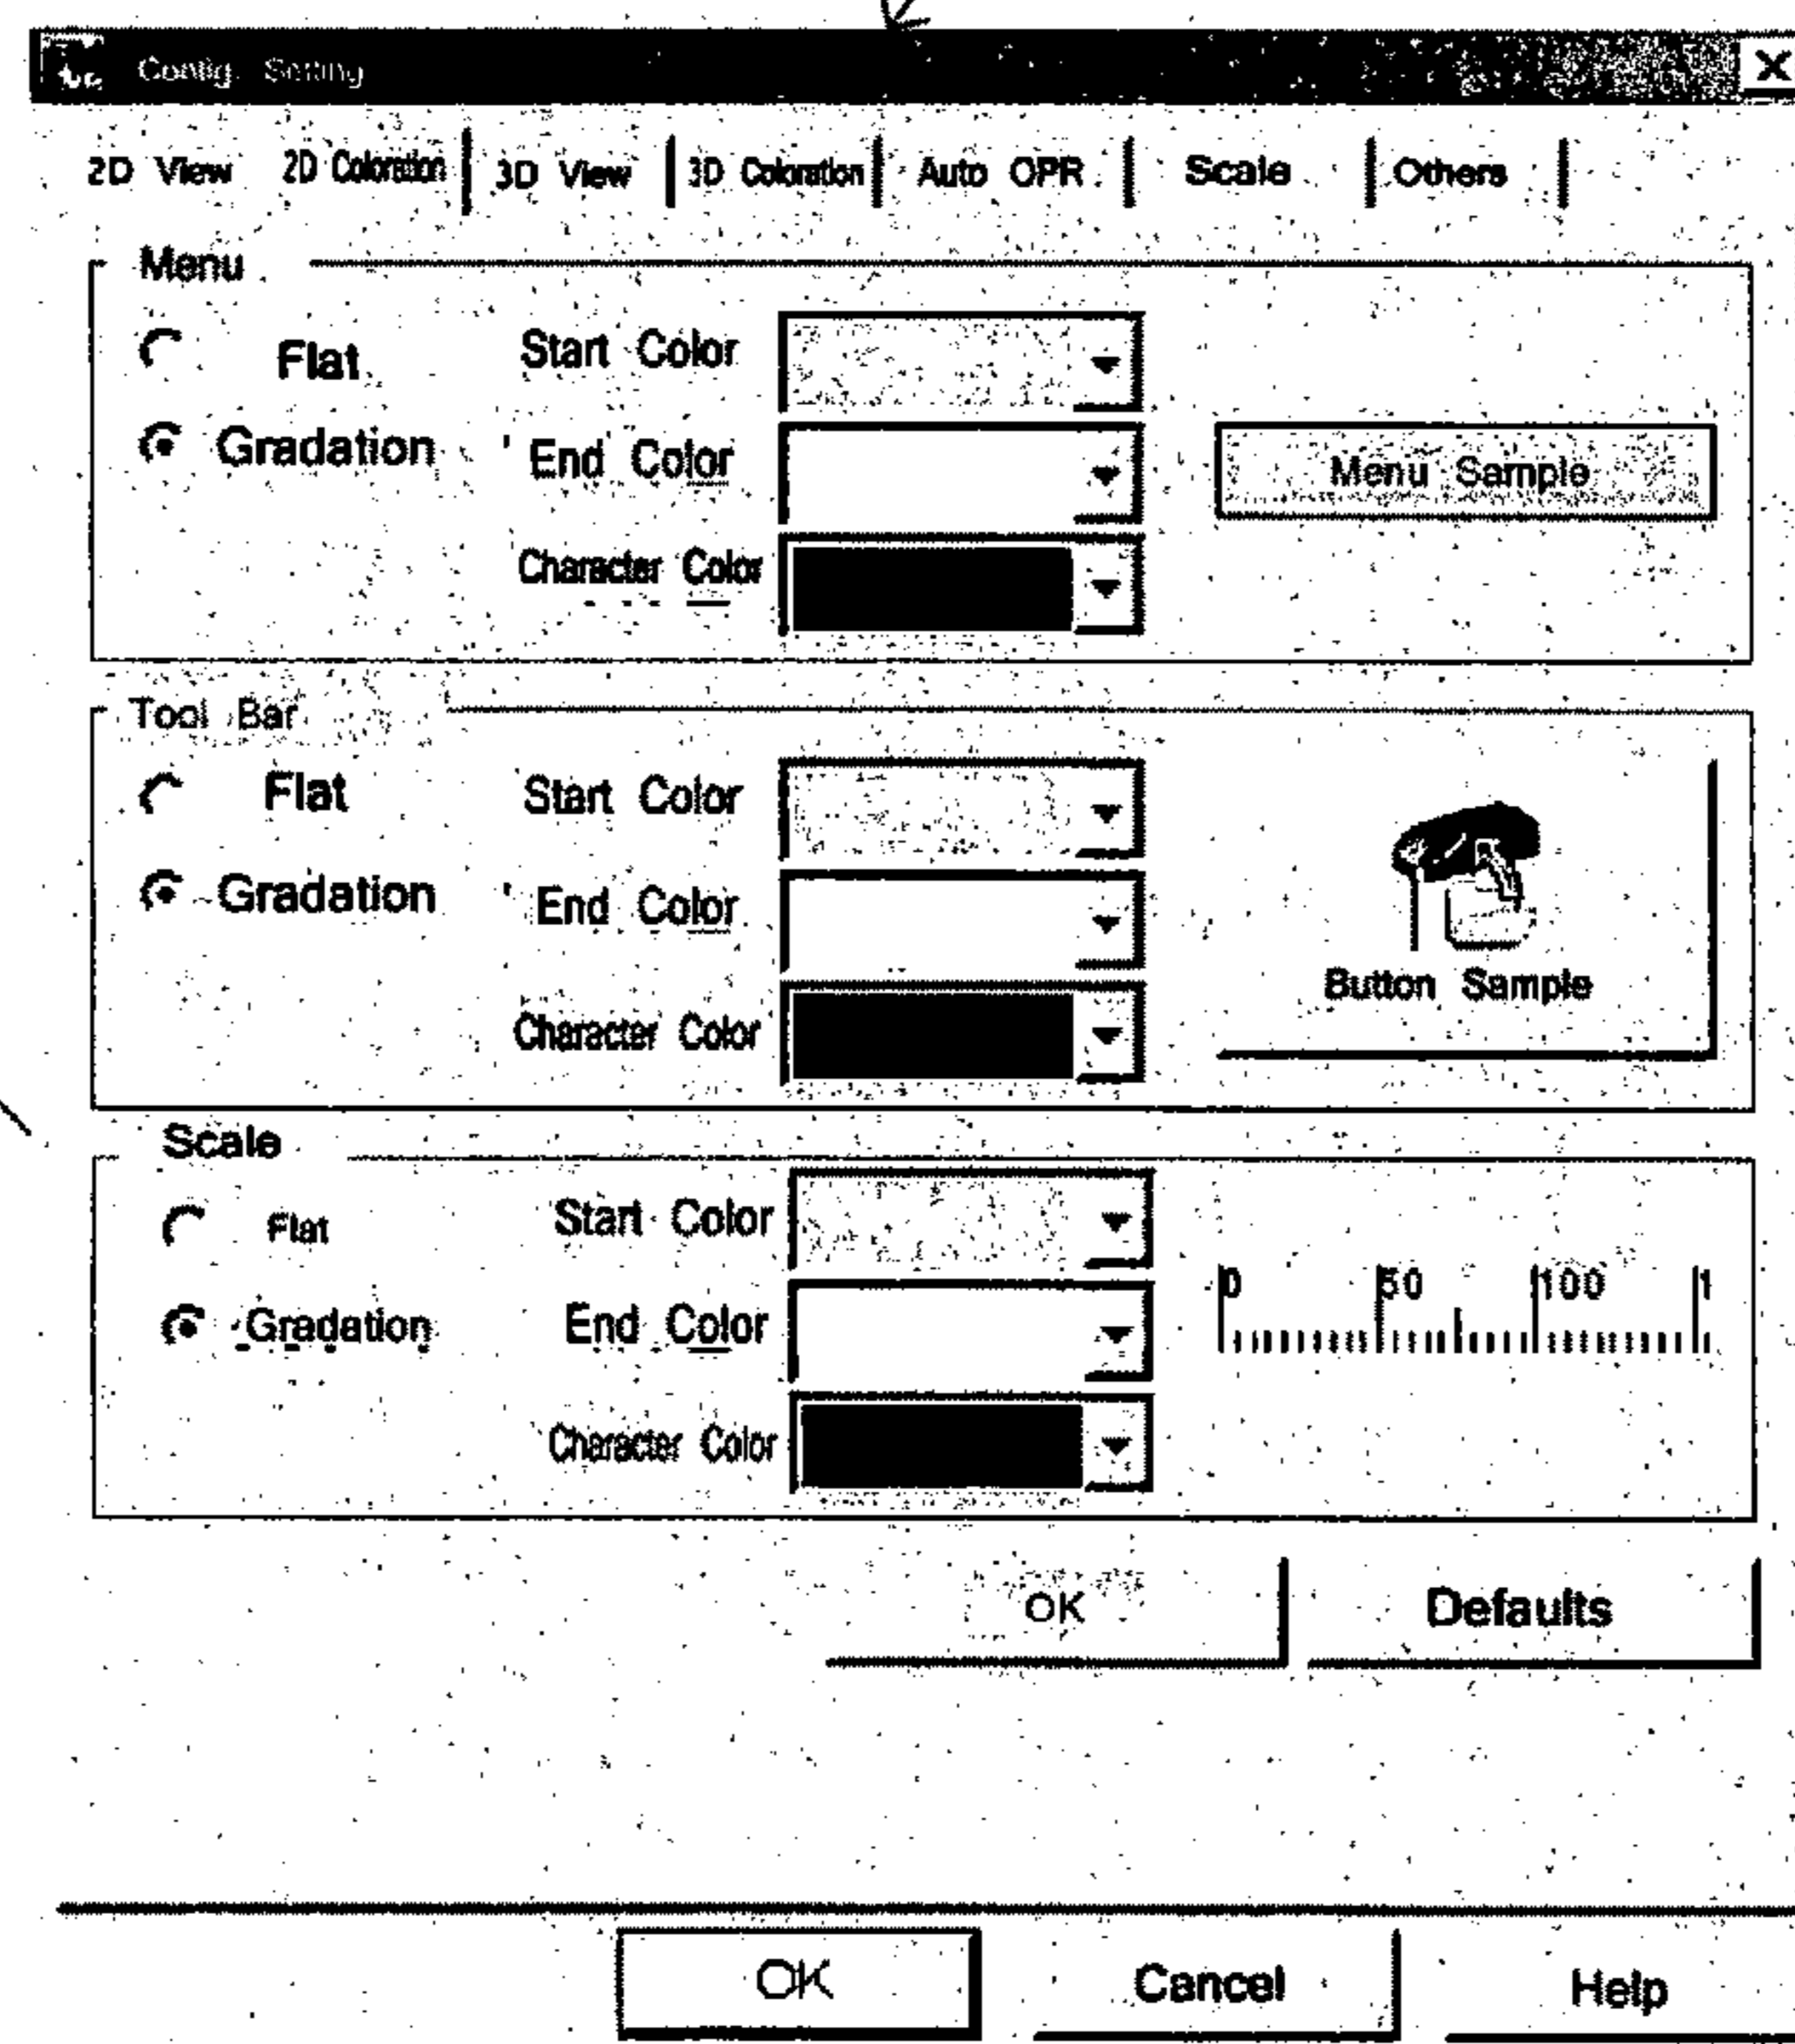 Config. Setting
2D View 2D Coloration 3D View 3D Coloration Auto OPR Scale Others
Menu
Flat Start Color
Gradation End Color Menu Sample
Character Color
Tool Bar
Flat Start Color
Gradation End Color
Button Sample
Character Color
Scale
Flat Start Color
0 50 100 1
Gradation End Color
Character Color
OK Defaults
OK Cancel Help